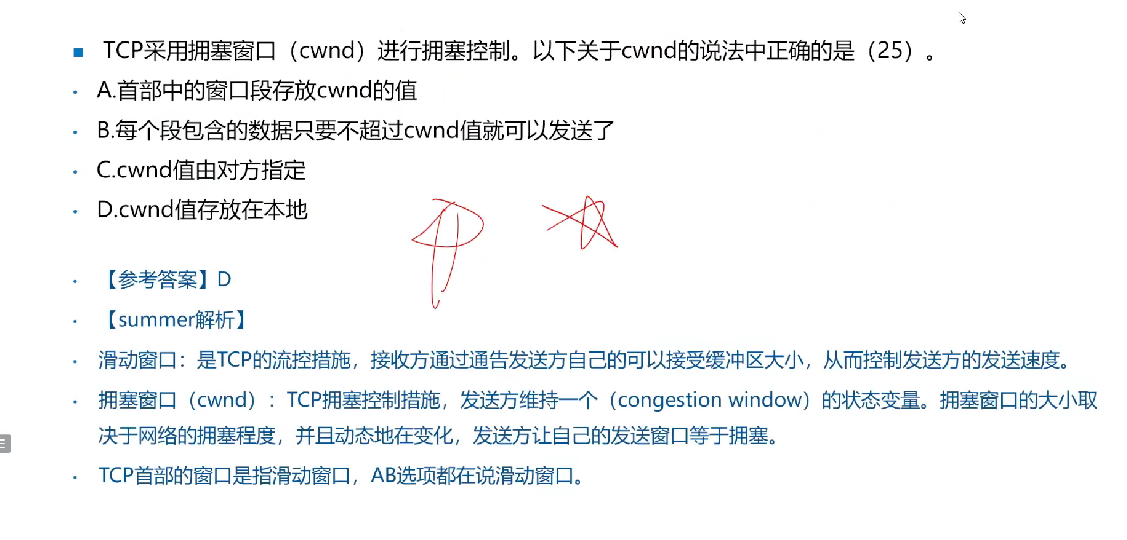 TCP采用拥塞窗口（cwnd）进行拥塞控制。以下关于cwnd的说法中正确的是（25）。
A.首部中的窗口段存放cwnd的值
B.每个段包含的数据只要不超过cwnd值就可以发送了
C.cwnd值由对方指定
D.cwnd值存放在本地
【参考答案】D
【summer解析】
滑动窗口：是TCP的流控措施，接收方通过通告发送方自己的可以接受缓冲区大小，从而控制发送方的发送速度。
拥塞窗口（cwnd）：TCP拥塞控制措施，发送方维持一个（congestion window）的状态变量。拥塞窗口的大小取
决于网络的拥塞程度，并且动态地在变化，发送方让自己的发送窗口等于拥塞。
TCP首部的窗口是指滑动窗口，AB选项都在说滑动窗口。